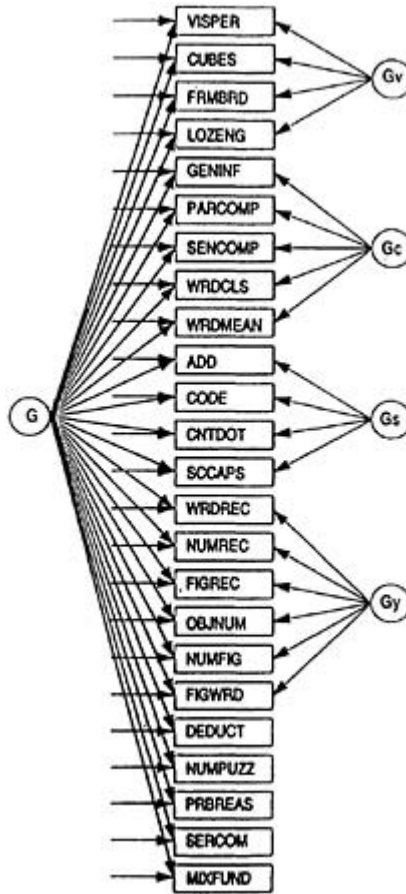 VISPER
CUBES
Gv
FRMBRD
LOZENG
GENINF
PARCOMP
SENCOMP
Gc
WRDCLS
WRDMEAN
ADD
CODE
G
CNTDOT
Gs
SCCAPS
WRDREC
NUMREC
FIGREC
Gy
OBJNUM
NUMFIG
FIGWRD
DEDUCT
NUMPUZZ
PRBREAS
SERCOM
MIXFUND